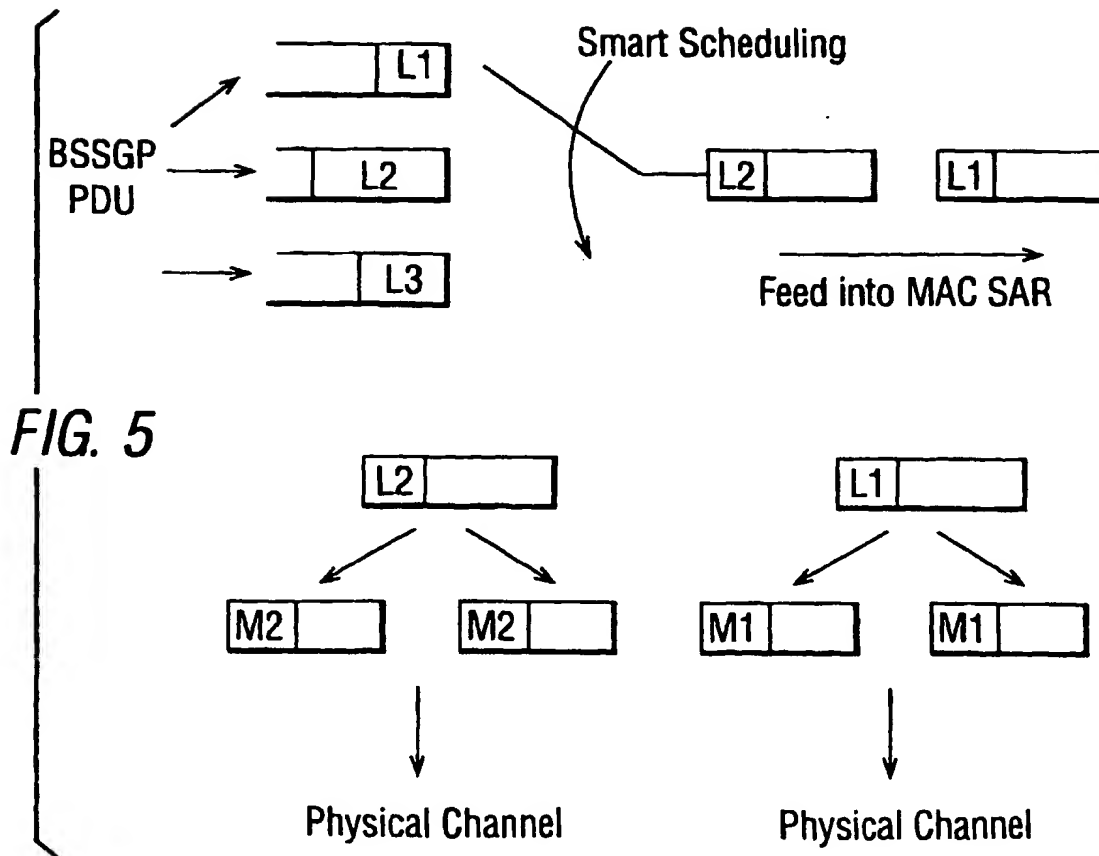 Smart Scheduling
L1
BSSGP
PDU
L2
L2
L1
L3
Feed into MAC SAR
FIG. 5
L2
L1
M2
M2
M1
M1
Physical Channel
Physical Channel